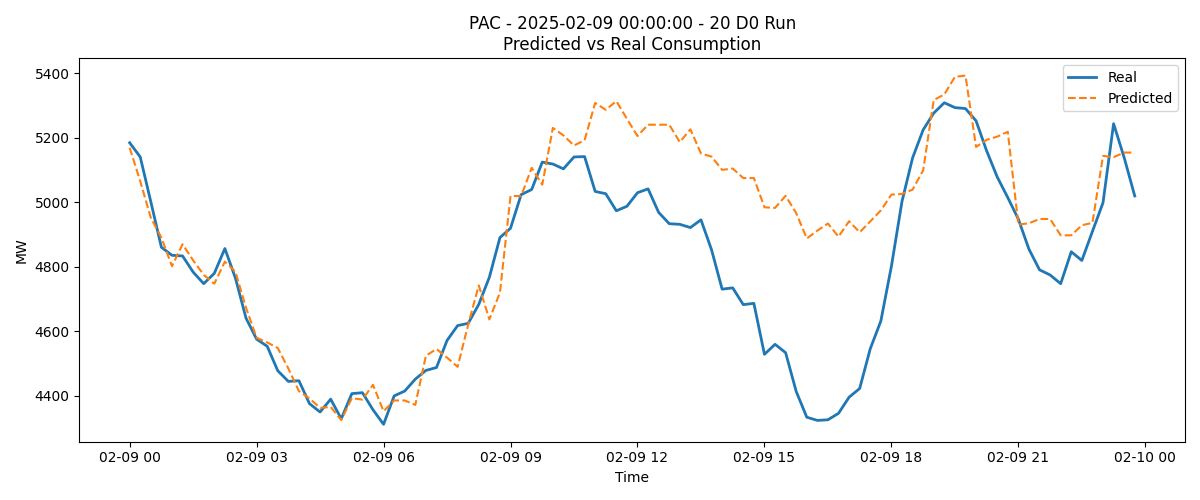 PAC - 2025-02-09 00:00:00 - 20 D0 Run
Predicted vs Real Consumption
Real
Predicted
MW
5400
5200
5000
4800
4600
4400
02-09 00
02-09 03
02-09 06
02-09 09
02-09 12
02-09 15
02-09 18
02-09 21
02-10 00
Time